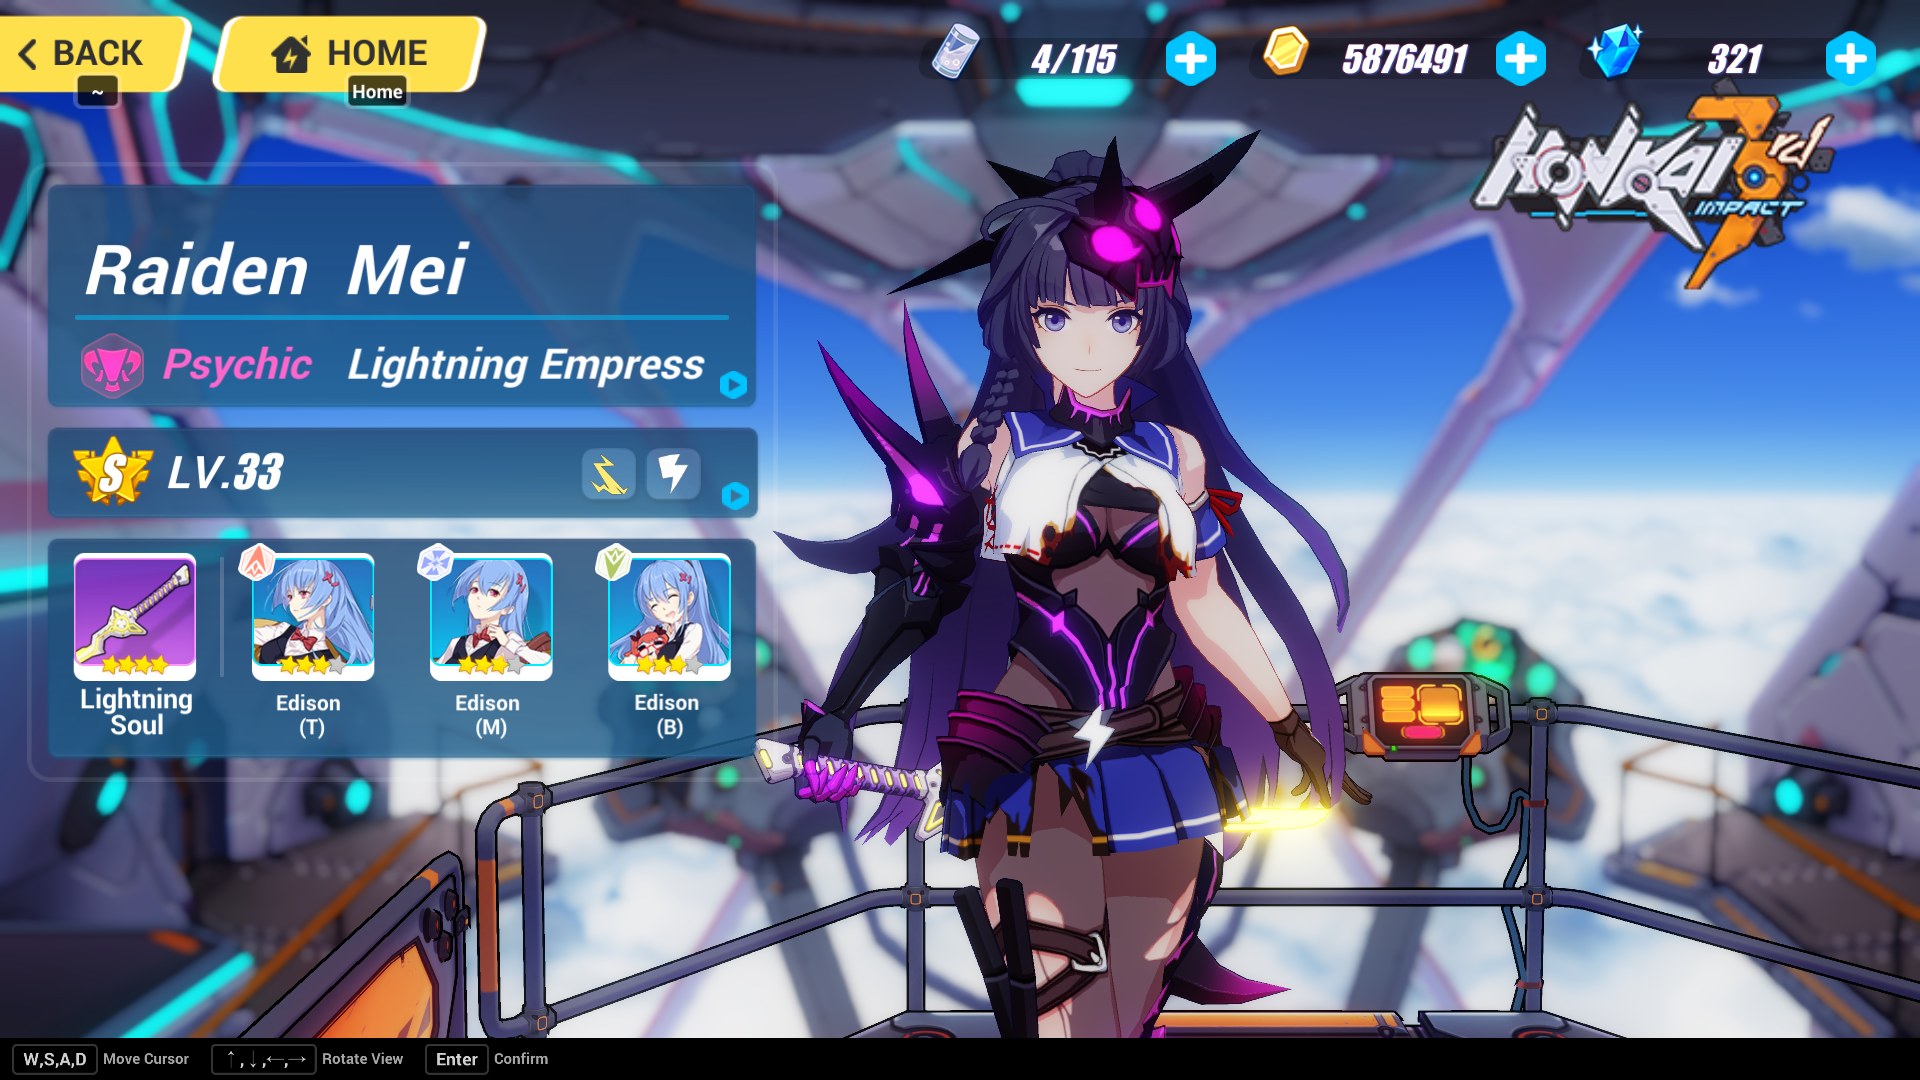 BACK
~
HOME
Home
4/115
5876491
321
HONKAI 3rd
IMPACT
Raiden Mei
Psychic Lightning Empress
S LV.33
Lightning
Soul
Edison
(T)
Edison
(M)
Edison
(B)
W,S,A,D Move Cursor ↑,↓,←,→ Rotate View Enter Confirm